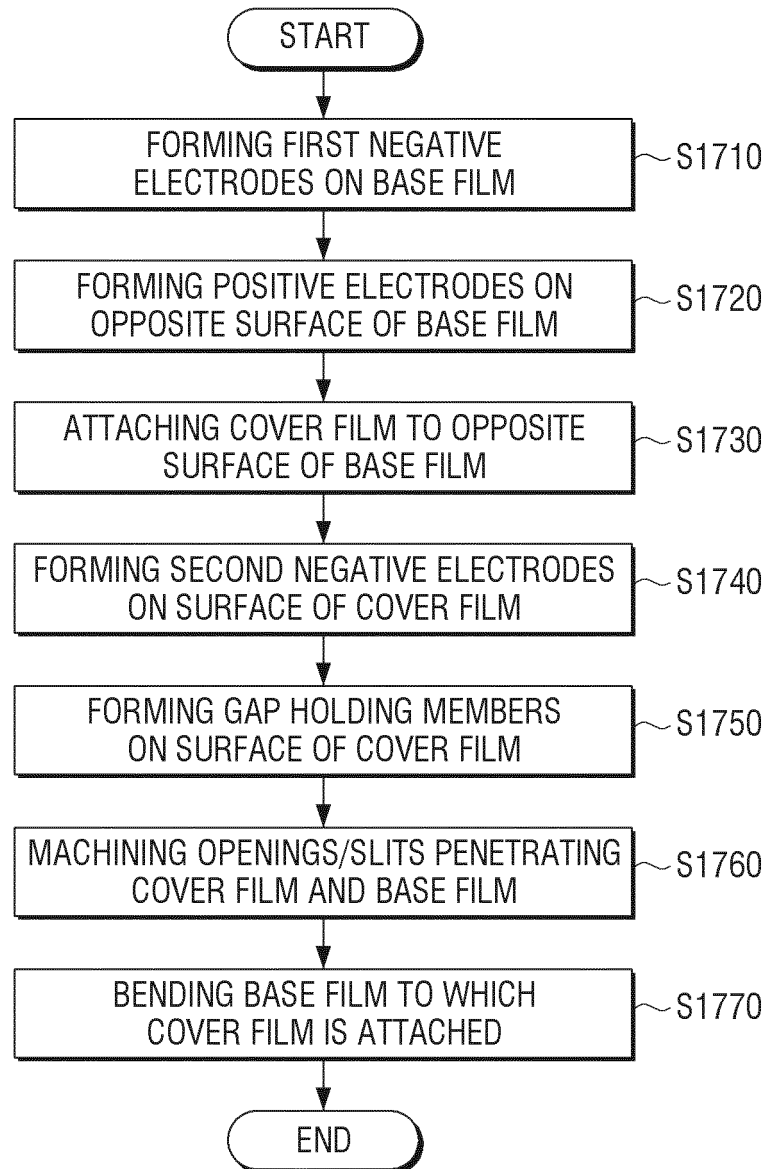 START
FORMING FIRST NEGATIVE
ELECTRODES ON BASE FILM
S1710
FORMING POSITIVE ELECTRODES ON
OPPOSITE SURFACE OF BASE FILM
S1720
ATTACHING COVER FILM TO OPPOSITE
SURFACE OF BASE FILM
S1730
FORMING SECOND NEGATIVE ELECTRODES
ON SURFACE OF COVER FILM
S1740
FORMING GAP HOLDING MEMBERS
ON SURFACE OF COVER FILM
S1750
MACHINING OPENINGS/SLITS PENETRATING
COVER FILM AND BASE FILM
S1760
BENDING BASE FILM TO WHICH
COVER FILM IS ATTACHED
S1770
END